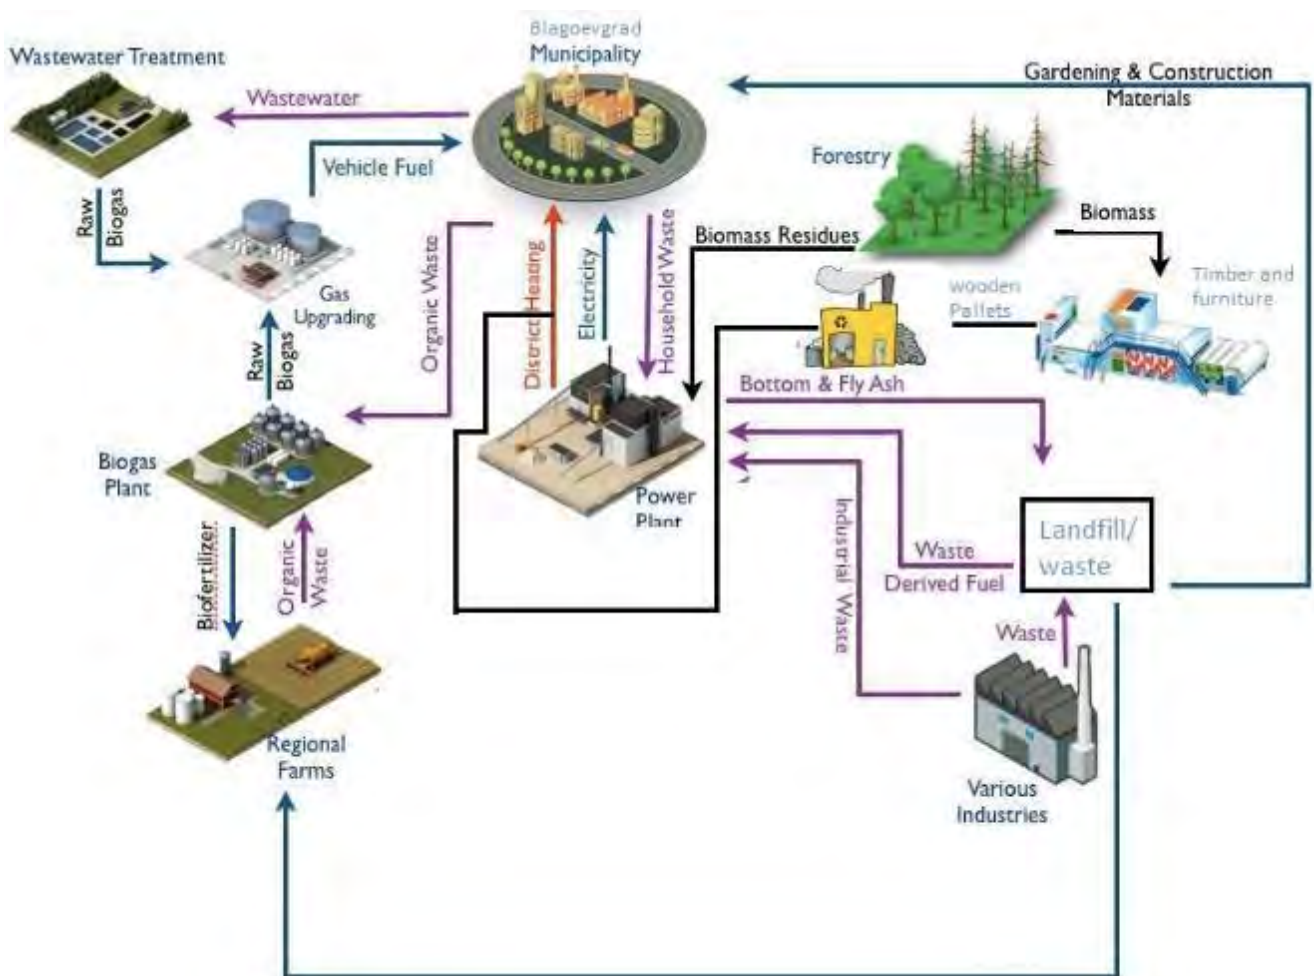 Blagoevgrad
Municipality
Wastewater Treatment
Wastewater
Gardening & Construction
Materials
Vehicle Fuel
Forestry
Raw
Biogas
Biomass
Biomass Residues
Organic Waste
District Heating
Electricity
Household Waste
wooden
Pallets
Timber and
furniture
Gas
Upgrading
Raw
Biogas
Bottom & Fly Ash
Biogas
Plant
Power
Plant
Industrial Waste
Landfill/
waste
Waste
Derived Fuel
Biofertilizer
Organic
Waste
Waste
Regional
Farms
Various
Industries